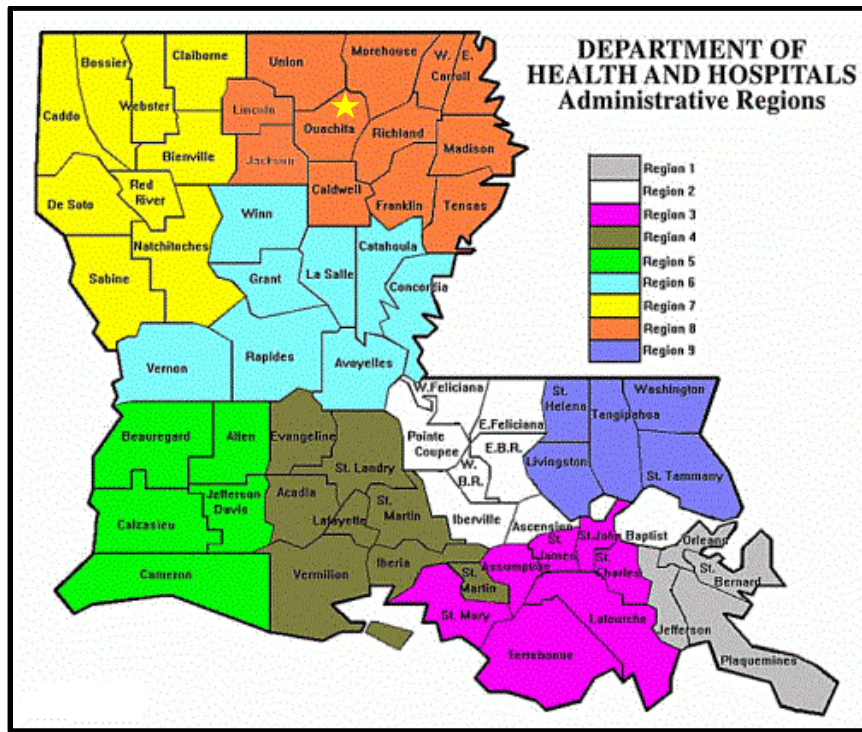 DEPARTMENT OF
HEALTH AND HOSPITALS
Administrative Regions
Region 1
Region 2
Region 3
Region 4
Region 5
Region 6
Region 7
Region 8
Region 9
Caddo
Bossier
Webster
Claiborne
Bienville
Union
Lincoln
Jackson
Ouachita
Morehouse
W.
E.
Carroll
Richland
Madison
Caldwell
Franklin
Tensas
De Soto
Red
River
Natchitoches
Sabine
Winn
Grant
La Salle
Catahoula
Concordia
Vernon
Rapides
Avoyelles
Beauregard
Allen
Evangeline
St. Landry
W.Feliciana
E.Feliciana
Pointe
Coupee
W.
B.R.
E.B.R.
St.
Helena
Tangipahoa
Washington
Livingston
St. Tammany
Calcasieu
Jefferson
Davis
Acadia
Lafayette
St.
Martin
Iberville
Ascension
Cameron
Vermilion
Iberia
St.
Martin
Assumption
St.
James
St.John
Baptist
St.
Charles
Orleans
St.
Bernard
St. Mary
Terrebonne
Lafourche
Jefferson
Plaquemines